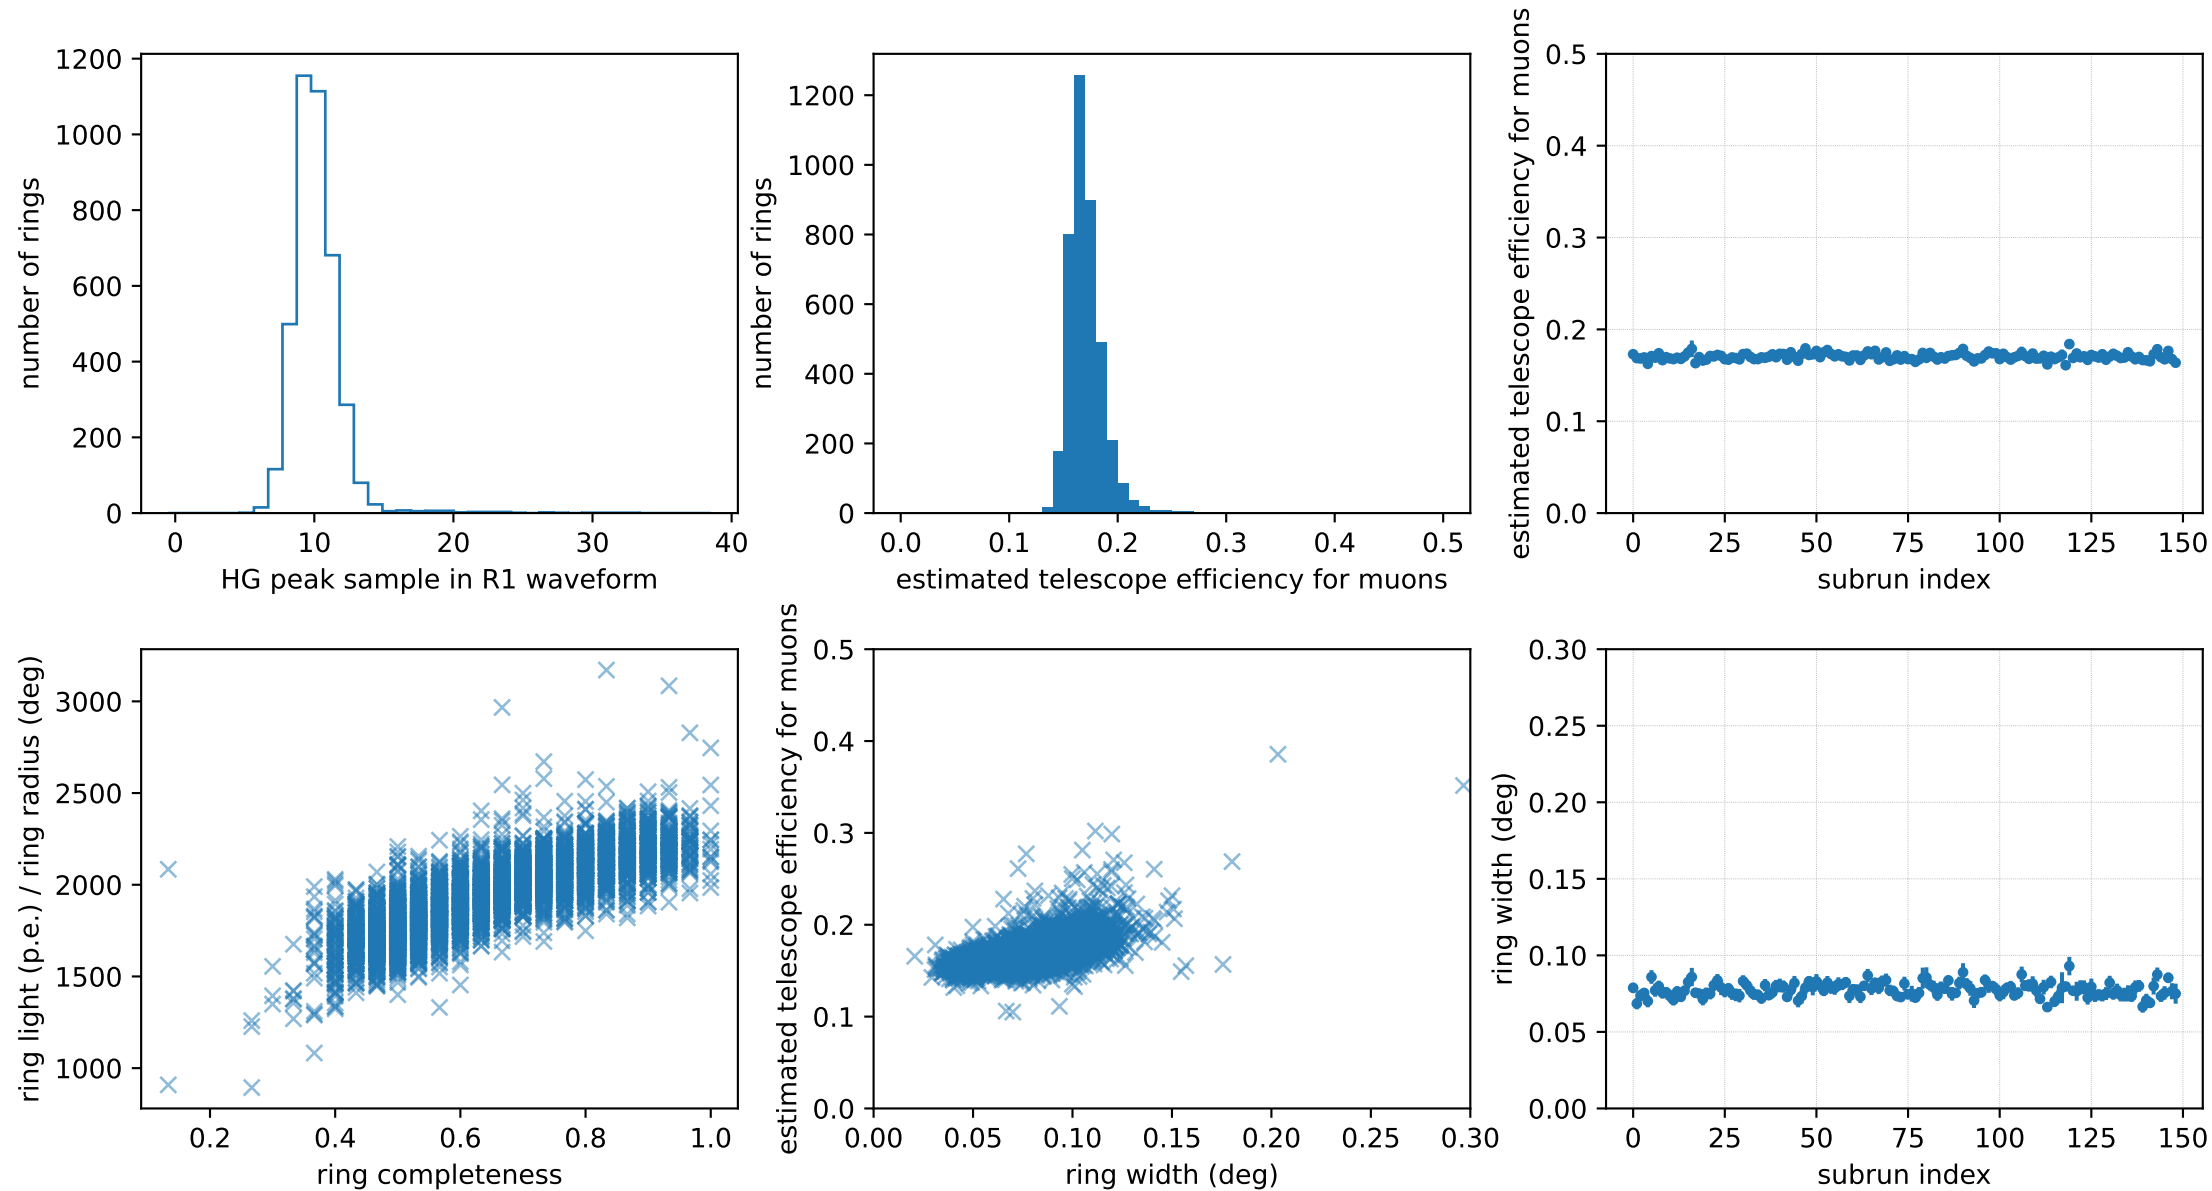 number of rings
1200
1000
800
600
400
200
0
0 10 20 30 40
HG peak sample in R1 waveform
number of rings
1200
1000
800
600
400
200
0
0.0 0.1 0.2 0.3 0.4 0.5
estimated telescope efficiency for muons
estimated telescope efficiency for muons
0.5
0.4
0.3
0.2
0.1
0.0
0 25 50 75 100 125 150
subrun index
ring light (p.e.) / ring radius (deg)
3000
2500
2000
1500
1000
0.2 0.4 0.6 0.8 1.0
ring completeness
estimated telescope efficiency for muons
0.5
0.4
0.3
0.2
0.1
0.0
0.00 0.05 0.10 0.15 0.20 0.25 0.30
ring width (deg)
ring width (deg)
0.30
0.25
0.20
0.15
0.10
0.05
0.00
0 25 50 75 100 125 150
subrun index